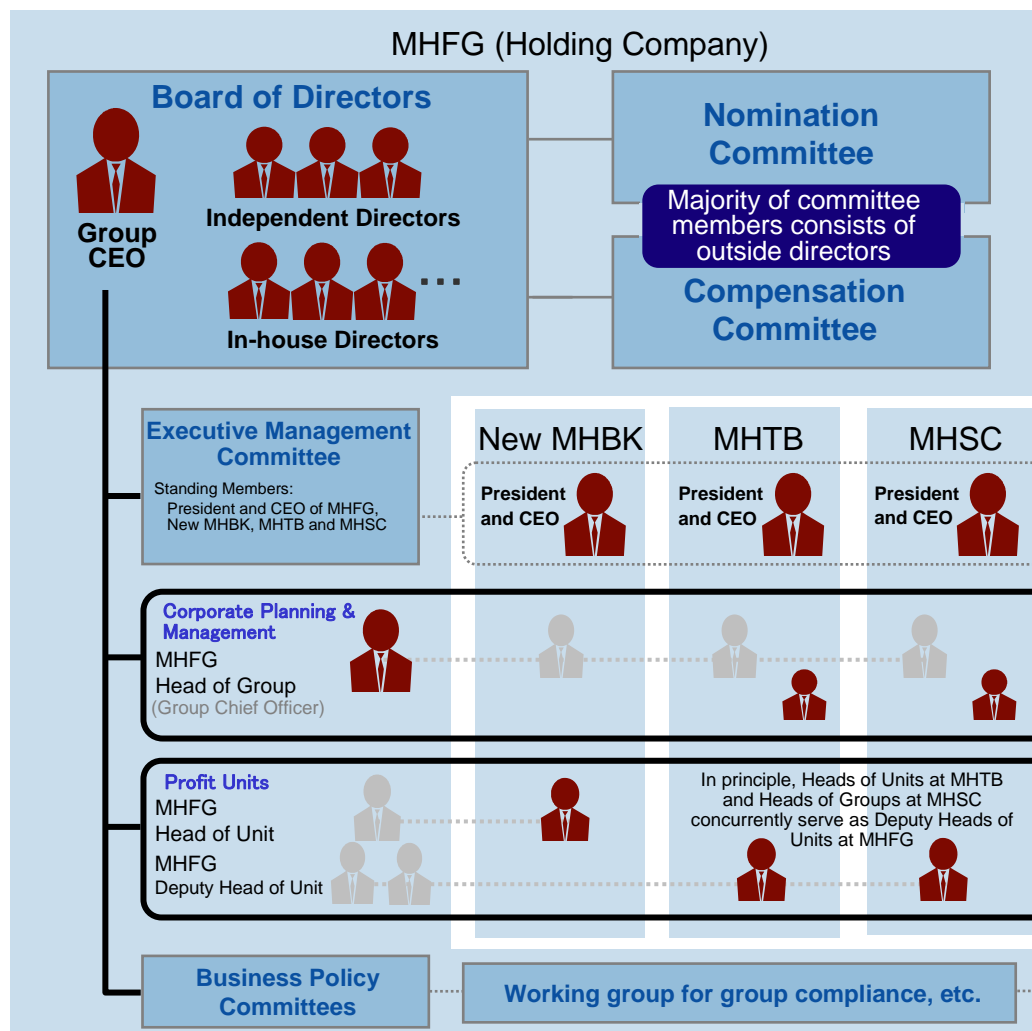 MHFG (Holding Company)
Board of Directors
Group
CEO
Independent Directors
...
In-house Directors
Nomination
Committee
Majority of committee
members consists of
outside directors
Compensation
Committee
Executive Management
Committee
Standing Members:
President and CEO of MHFG,
New MHBK, MHTB and MHSC
New MHBK
MHTB
MHSC
President
and CEO
President
and CEO
President
and CEO
Corporate Planning &
Management
MHFG
Head of Group
(Group Chief Officer)
Profit Units
MHFG
Head of Unit
MHFG
Deputy Head of Unit
In principle, Heads of Units at MHTB
and Heads of Groups at MHSC
concurrently serve as Deputy Heads of
Units at MHFG
Business Policy
Committees
Working group for group compliance, etc.